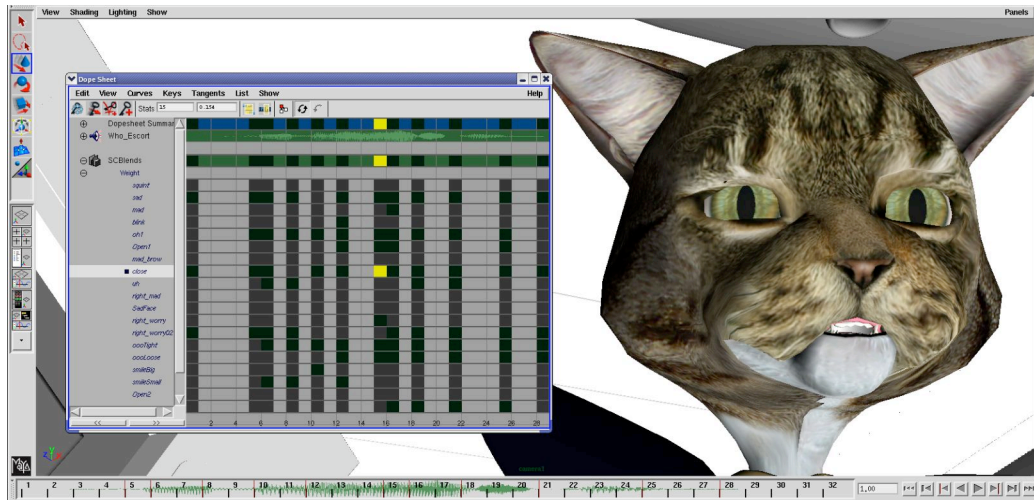 View Shading Lighting Show Panels
Dope Sheet
Edit View Curves Keys Tangents List Show Help
Stats 15 0.154
Dopesheet Summar
Who_Escort
SCBlends
Weight
squint
sad
mad
blink
oh1
Open1
mad_brow
close
uh
right_mad
SadFace
right_worry
right_worry02
oooTight
oooLoose
smileBig
smileSmall
Open2
<< >> 2 4 6 8 10 12 14 16 18 20 22 24 26 28
camera1
MAYA
1 2 3 4 5 6 7 8 9 10 11 12 13 14 15 16 17 18 19 20 21 22 23 24 25 26 27 28 29 30 31 32 1.00